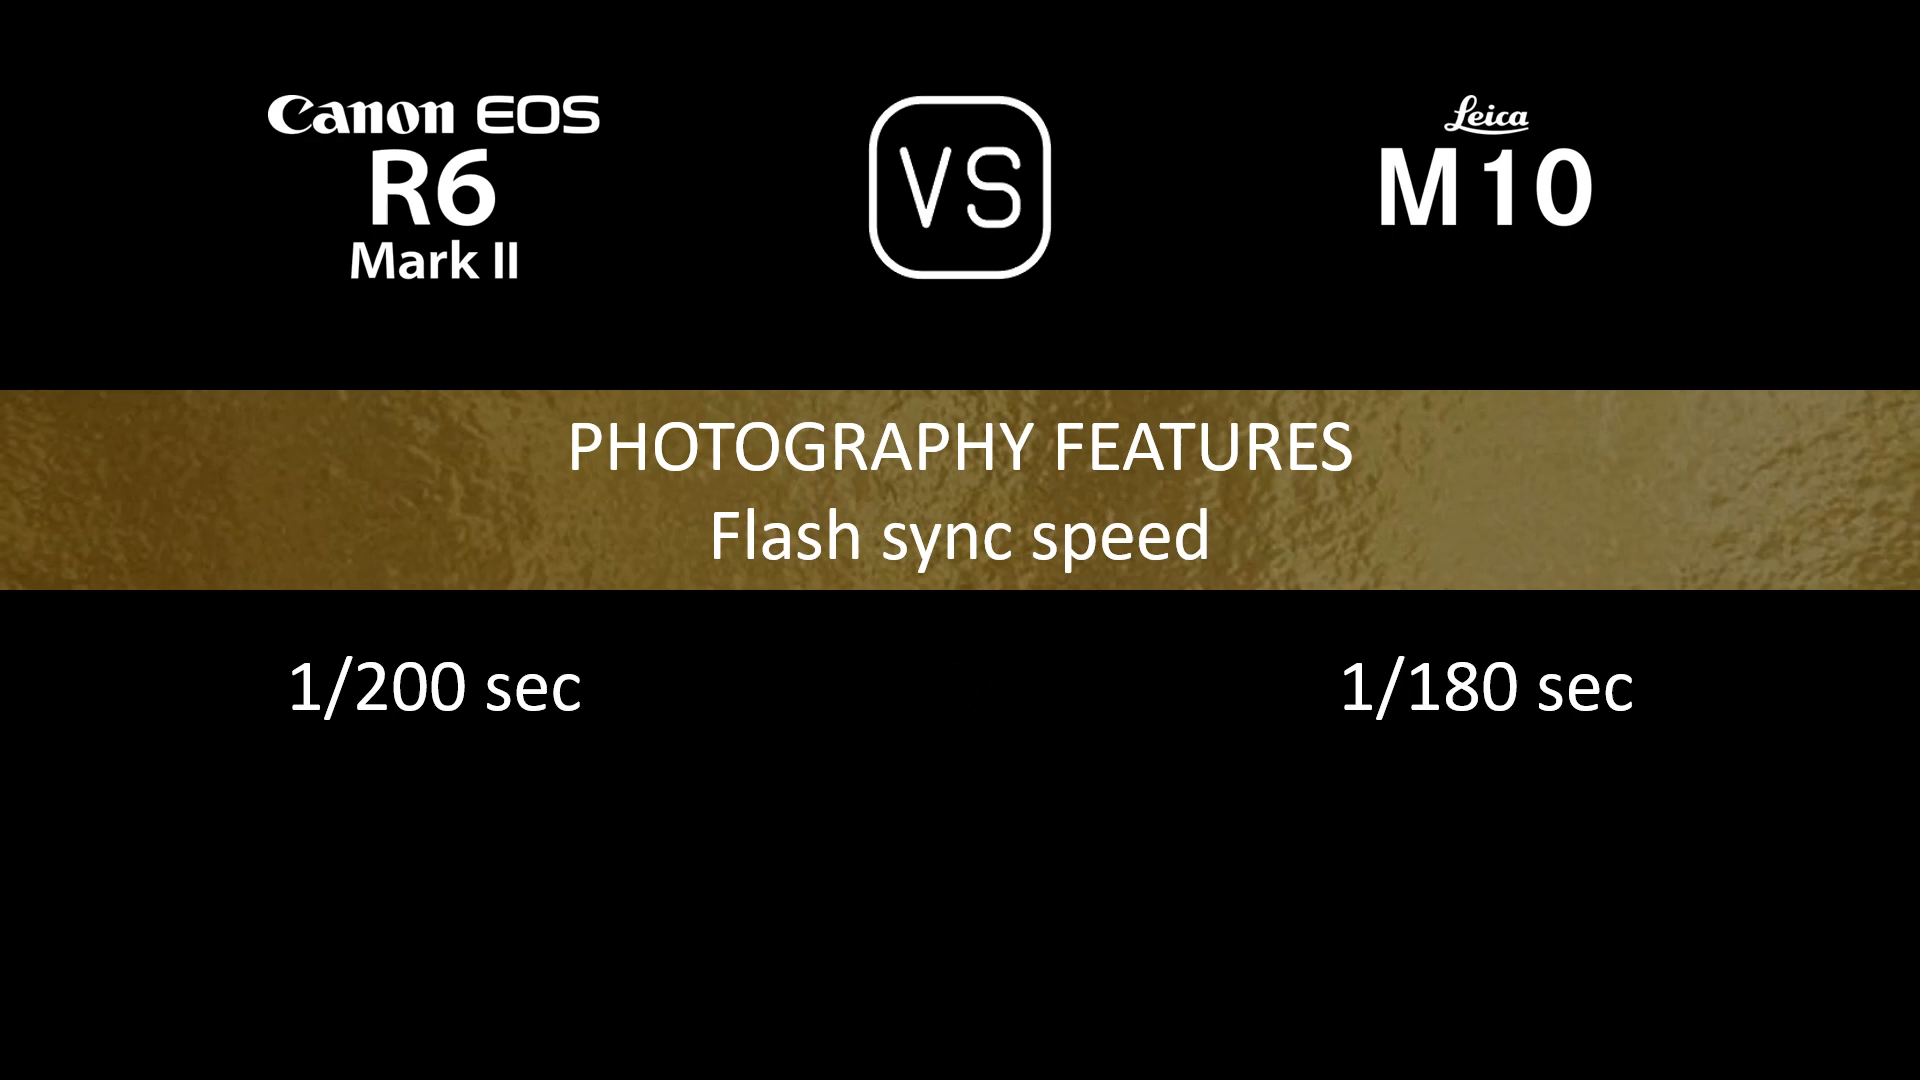 Canon EOS
R6
Mark II
VS
Leica
M10
PHOTOGRAPHY FEATURES
Flash sync speed
1/200 sec
1/180 sec